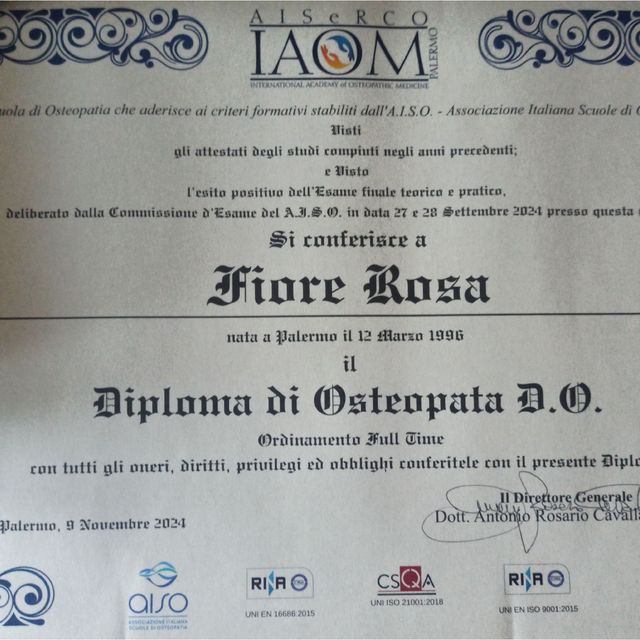 AISeRCO
IAOM
PALERMO
INTERNATIONAL ACADEMY of OSTEOPATHIC MEDICINE
uola di Osteopatia che aderisce ai criteri formativi stabiliti dall'A.I.S.O. - Associazione Italiana Scuole di
Visti
gli attestati degli studi compiuti negli anni precedenti;
e Visto
l'esito positivo dell'Esame finale teorico e pratico,
deliberato dalla Commissione d'Esame del A.I.S.O. in data 27 e 28 Settembre 2024 presso questa
Si conferisce a
Fiore Rosa
nata a Palermo il 12 Marzo 1996
il
Diploma di Osteopata D.O.
Ordinamento Full Time
con tutti gli oneri, diritti, privilegi ed obblighi conferitele con il presente Diplo
Il Direttore Generale
Palermo, 9 Novembre 2024
Dott. Antonio Rosario Cavalla
aiso
ASSOCIAZIONE ITALIANA
SCUOLE DI OSTEOPATIA
RINA
UNI EN 16686:2015
CSQA
UNI ISO 21001:2018
RINA
UNI EN ISO 9001:2015